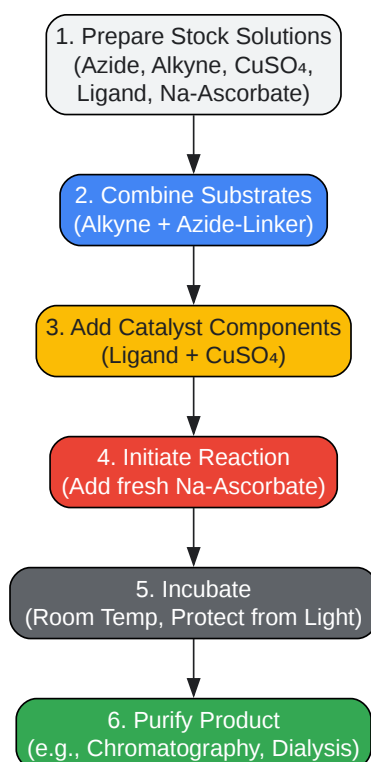 1. Prepare Stock Solutions
(Azide, Alkyne, CuSO₄,
Ligand, Na-Ascorbate)
2. Combine Substrates
(Alkyne + Azide-Linker)
3. Add Catalyst Components
(Ligand + CuSO₄)
4. Initiate Reaction
(Add fresh Na-Ascorbate)
5. Incubate
(Room Temp, Protect from Light)
6. Purify Product
(e.g., Chromatography, Dialysis)